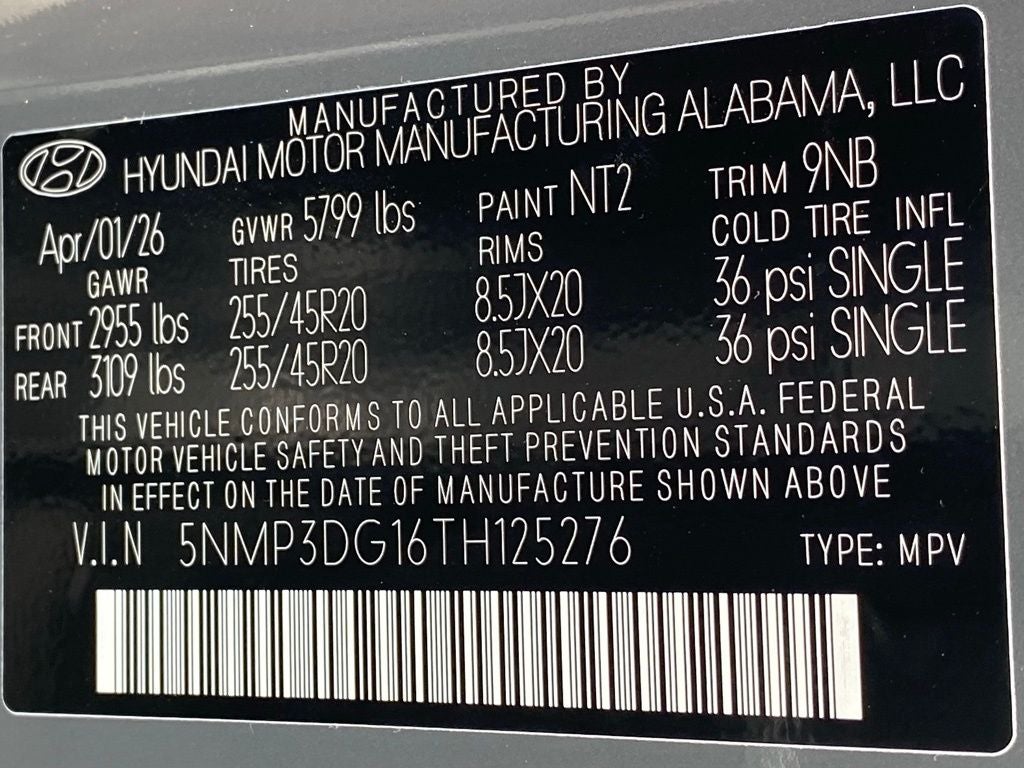 MANUFACTURED BY
HYUNDAI MOTOR MANUFACTURING ALABAMA, LLC
Apr/01/26 GVWR 5799 lbs PAINT NT2 TRIM 9NB
GAWR TIRES RIMS COLD TIRE INFL
FRONT 2955 lbs 255/45R20 8.5JX20 36 psi SINGLE
REAR 3109 lbs 255/45R20 8.5JX20 36 psi SINGLE
THIS VEHICLE CONFORMS TO ALL APPLICABLE U.S.A. FEDERAL
MOTOR VEHICLE SAFETY AND THEFT PREVENTION STANDARDS
IN EFFECT ON THE DATE OF MANUFACTURE SHOWN ABOVE
V.I.N 5NMP3DG16TH125276 TYPE: MPV